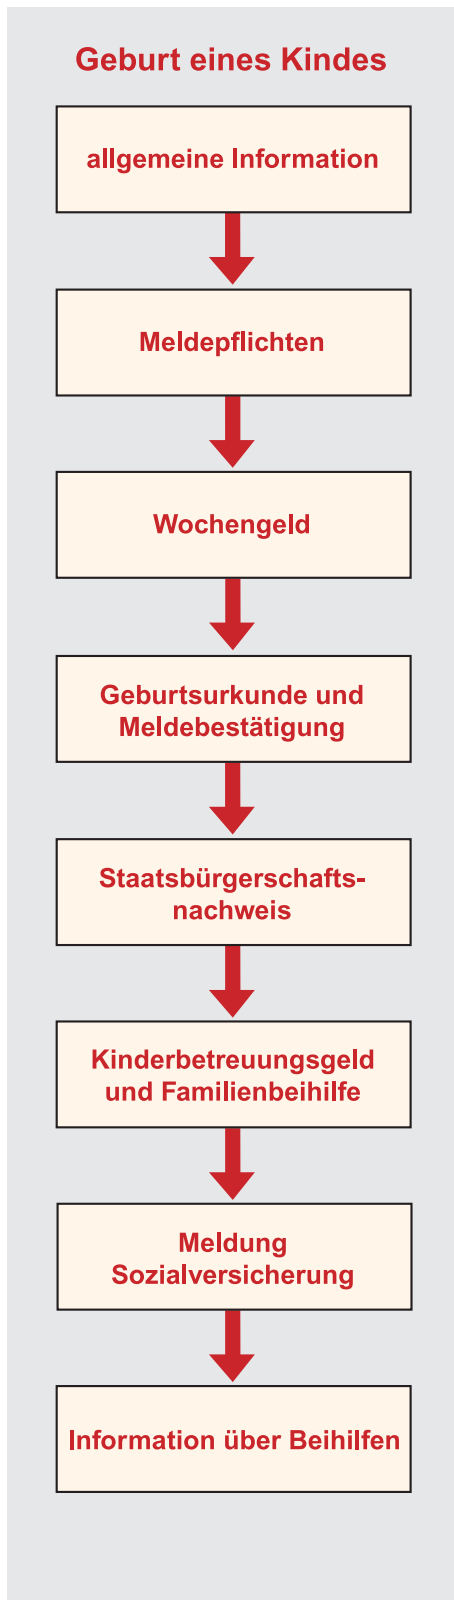 Geburt eines Kindes
allgemeine Information
Meldepflichten
Wochengeld
Geburtsurkunde und
Meldebestätigung
Staatsbürgerschafts-
nachweis
Kinderbetreuungsgeld
und Familienbeihilfe
Meldung
Sozialversicherung
Information über Beihilfen